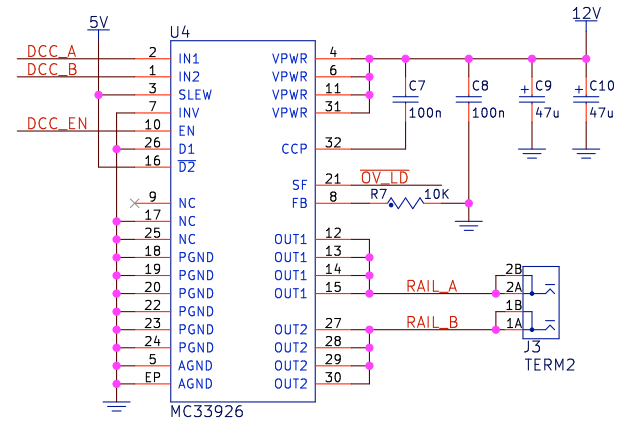 5V
U4
12V
DCC_A 2 IN1 VPWR 4
DCC_B 1 IN2 VPWR 6
3 SLEW VPWR 11 C7 C8 + C9 + C10
7 INV VPWR 31 100n 100n 47u 47u
DCC_EN 10 EN
26 D1 CCP 32
16 D2
SF 21 OV_LD
9 NC FB 8 R7 10K
17 NC
25 NC OUT1 12
18 PGND OUT1 13
19 PGND OUT1 14 2B
20 PGND OUT1 15 RAIL_A 2A
22 PGND 1B
23 PGND OUT2 27 RAIL_B 1A
24 PGND OUT2 28 J3
5 AGND OUT2 29 TERM2
EP AGND OUT2 30
MC33926